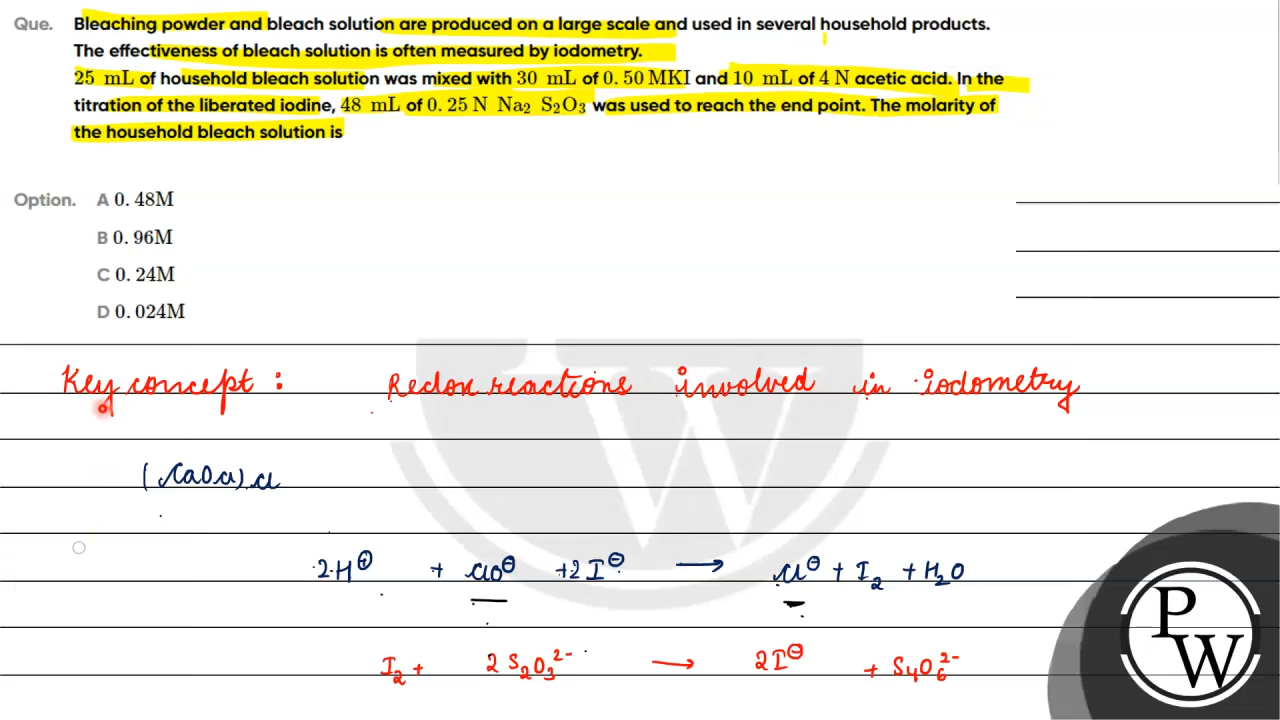 Que. Bleaching powder and bleach solution are produced on a large scale and used in several household products.
The effectiveness of bleach solution is often measured by iodometry.
25 mL of household bleach solution was mixed with 30 mL of 0.50 MKI and 10 mL of 4 N acetic acid. In the
titration of the liberated iodine, 48 mL of 0.25 N Na₂ S₂O₃ was used to reach the end point. The molarity of
the household bleach solution is
Option. A 0.48M
B 0.96M
C 0.24M
D 0.024M
Key concept : Redox reactions involved in iodometry
(CaOCl)Cl
2H⊕ + ClO⊖ + 2I⊖ → Cl⊖ + I₂ + H₂O
I₂ + 2S₂O₃²⁻ → 2I⊖ + S₄O₆²⁻
PW